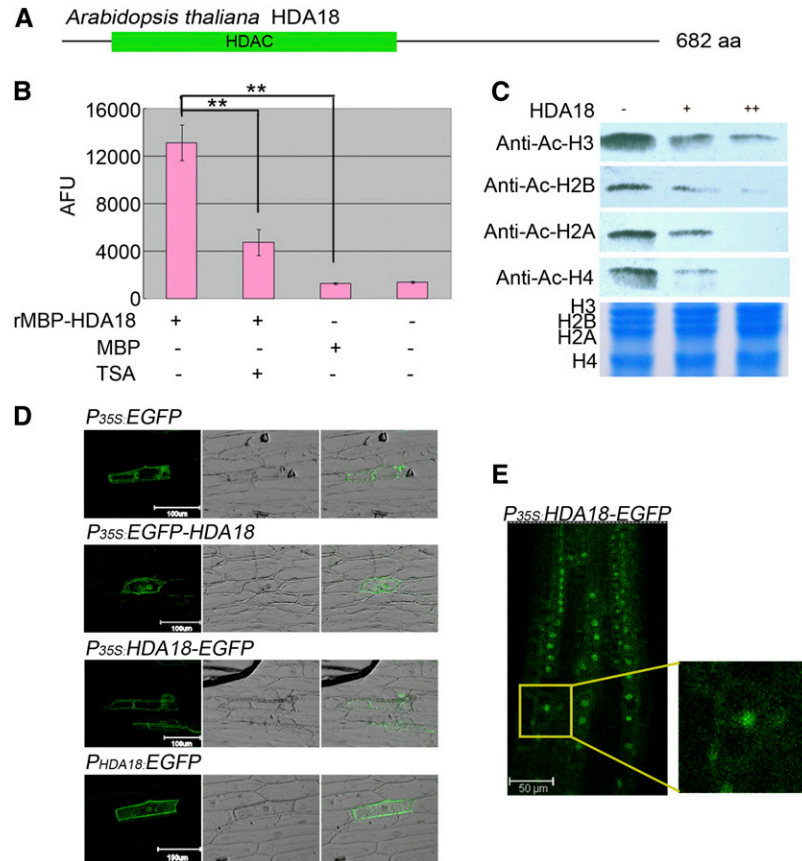 A
Arabidopsis thaliana HDA18
HDAC
682 aa
B
**
**
16000
12000
8000
4000
0
AFU
rMBP-HDA18 + + - -
MBP - - + -
TSA - + - -
C
HDA18 - + ++
Anti-Ac-H3
Anti-Ac-H2B
Anti-Ac-H2A
Anti-Ac-H4
H3
H2B
H2A
H4
D
P35S:EGFP
100um
P35S:EGFP-HDA18
100um
P35S:HDA18-EGFP
100um
PHDA18:EGFP
E
P35S:HDA18-EGFP
50 µm